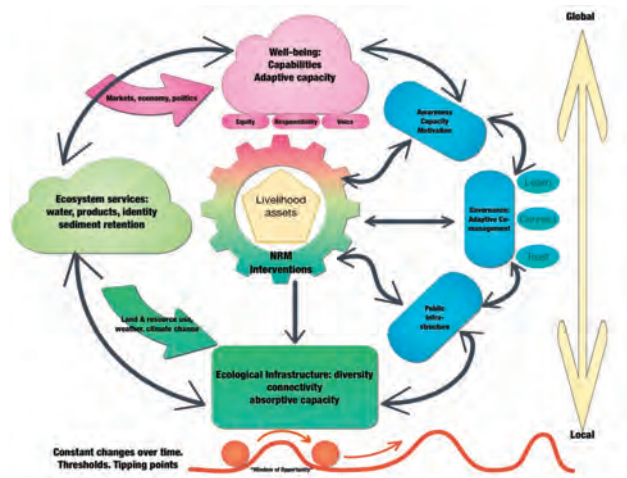 Global
Well-being:
Capabilities
Adaptive capacity
Markets, economy, politics
Equity
Responsibility
Voice
Awareness
Capacity
Motivation
Ecosystem services:
water, products, identity
sediment retention
Livelihood
assets
NRM
Interventions
Governance:
Adaptive Co-
management
Learn
Connect
Trust
Land & resource use,
weather, climate change
Public
Infra-
structure
Ecological Infrastructure: diversity
connectivity
absorptive capacity
Local
Constant changes over time.
Thresholds. Tipping points
"Window of Opportunity"